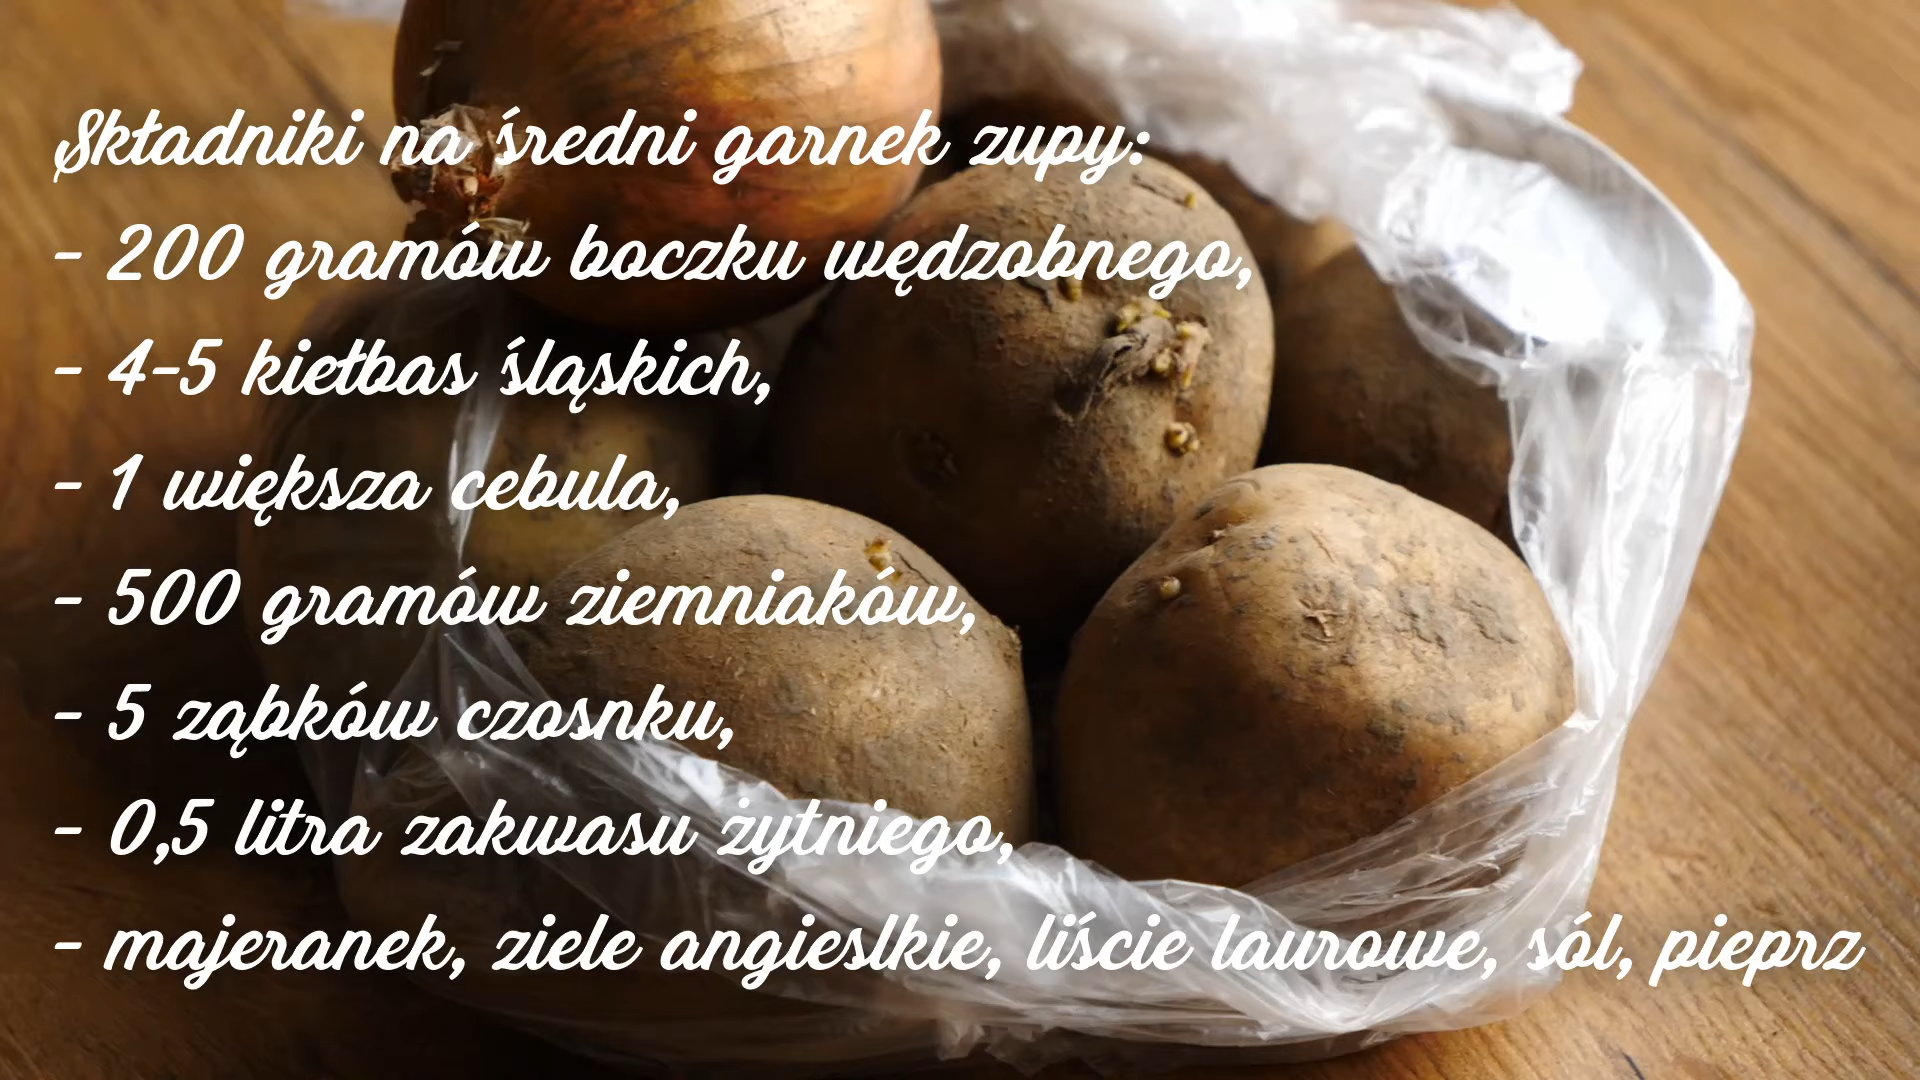 Składniki na średni garnek zupy:
- 200 gramów boczku wędzobnego,
- 4-5 kiełbas śląskich,
- 1 większa cebula,
- 500 gramów ziemniaków,
- 5 ząbków czosnku,
- 0,5 litra zakwasu żytniego,
- majeranek, ziele angieslkie, liście laurowe, sól, pieprz